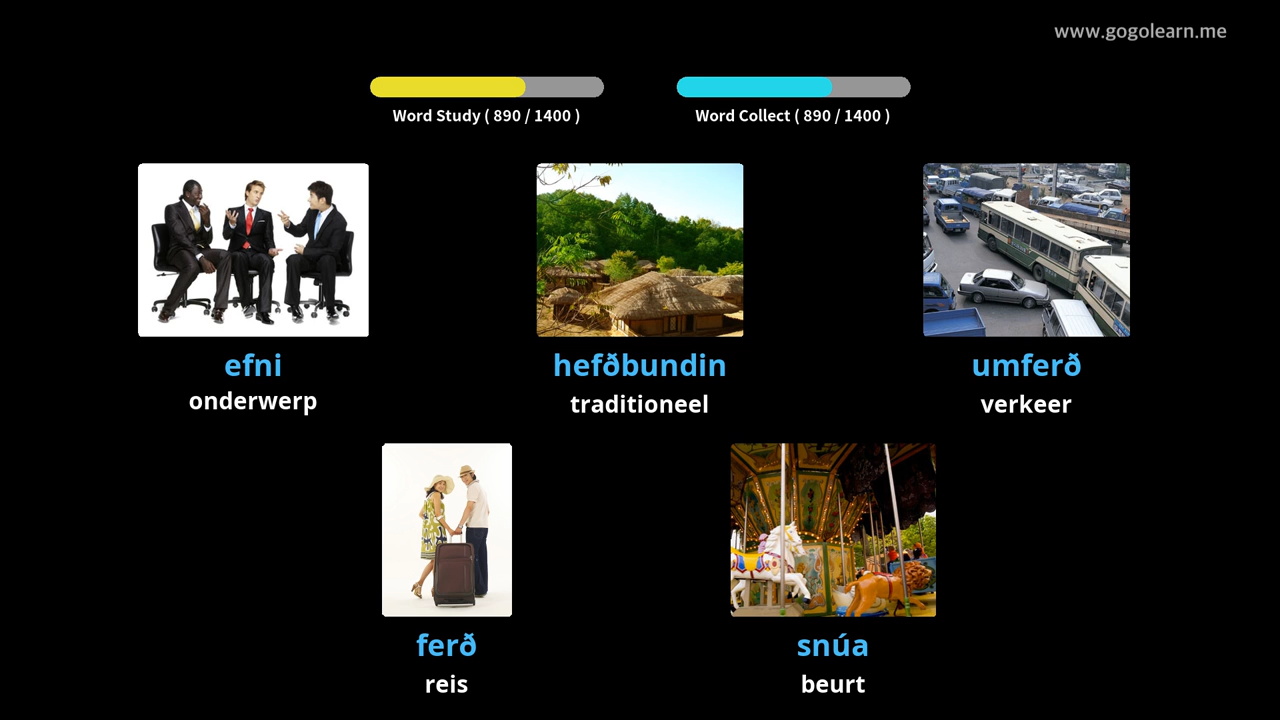 www.gogolearn.me
Word Study ( 890 / 1400 )
Word Collect ( 890 / 1400 )
efni
onderwerp
hefðbundin
traditioneel
umferð
verkeer
ferð
reis
snúa
beurt